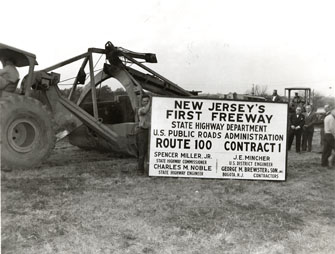 NEW JERSEY'S
FIRST FREEWAY
STATE HIGHWAY DEPARTMENT
U.S. PUBLIC ROADS ADMINISTRATION
ROUTE 100 CONTRACT 1
SPENCER MILLER, JR.
STATE HIGHWAY COMMISSIONER
CHARLES M. NOBLE
STATE HIGHWAY ENGINEER
J.E. MINCHER
U.S. DISTRICT ENGINEER
GEORGE M. BREWSTER & SON, INC.
BOGOTA, N.J. CONTRACTORS